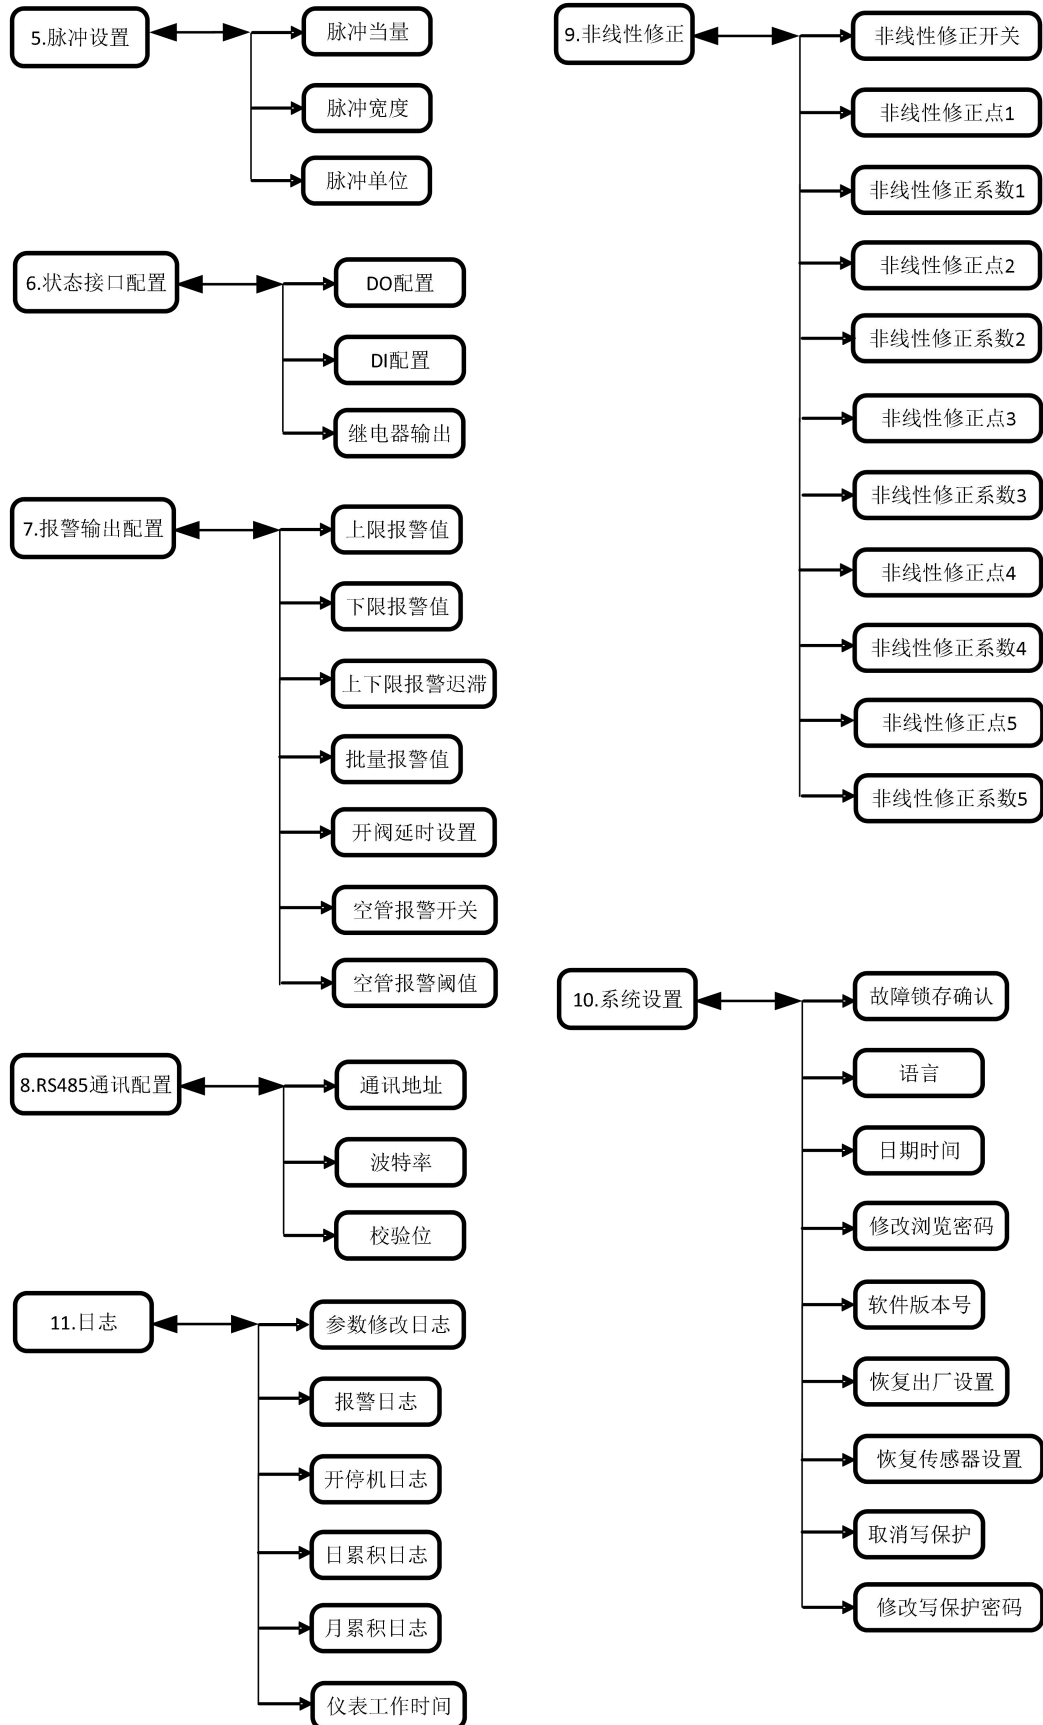 5.脉冲设置
脉冲当量
脉冲宽度
脉冲单位
6.状态接口配置
DO配置
DI配置
继电器输出
7.报警输出配置
上限报警值
下限报警值
上下限报警迟滞
批量报警值
开阀延时设置
空管报警开关
空管报警阈值
8.RS485通讯配置
通讯地址
波特率
校验位
11.日志
参数修改日志
报警日志
开停机日志
日累积日志
月累积日志
仪表工作时间
9.非线性修正
非线性修正开关
非线性修正点1
非线性修正系数1
非线性修正点2
非线性修正系数2
非线性修正点3
非线性修正系数3
非线性修正点4
非线性修正系数4
非线性修正点5
非线性修正系数5
10.系统设置
故障锁存确认
语言
日期时间
修改浏览密码
软件版本号
恢复出厂设置
恢复传感器设置
取消写保护
修改写保护密码